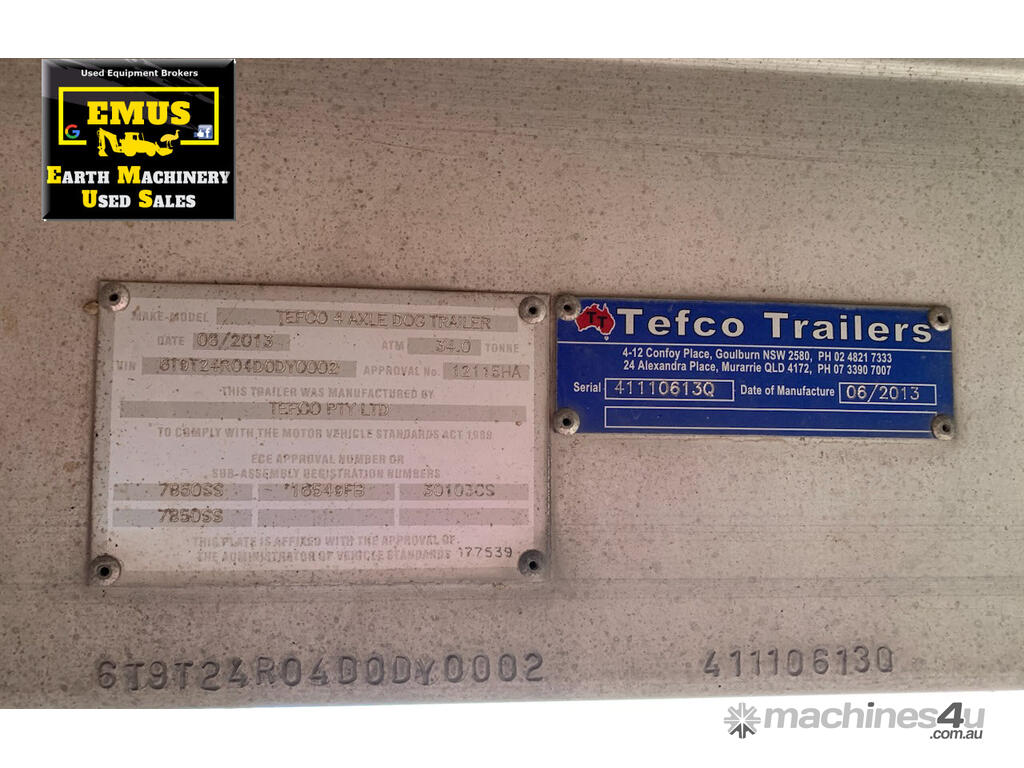 Used Equipment Brokers
EMUS
EARTH MACHINERY
USED SALES
MAKE-MODEL TEFCO 4 AXLE DOG TRAILER
DATE 06/2013 ATM 34.0 TONNE
VIN 6T9T24R04D0DY0002 APPROVAL No. 12115HA
THIS TRAILER WAS MANUFACTURED BY
TEFCO PTY LTD
TO COMPLY WITH THE MOTOR VEHICLE STANDARDS ACT 1989
ECE APPROVAL NUMBER OR
SUB-ASSEMBLY REGISTRATION NUMBERS
7850SS 16549FB 30103CS
7850SS
THIS PLATE IS AFFIXED WITH THE APPROVAL OF
THE ADMINISTRATOR OF VEHICLE STANDARDS 177539
TT Tefco Trailers
4-12 Confoy Place, Goulburn NSW 2580, PH 02 4821 7333
24 Alexandra Place, Murarrie QLD 4172, PH 07 3390 7007
Serial 41110613Q Date of Manufacture 06/2013
6T9T24R04D0DY0002 41110613Q
machines4u
.com.au